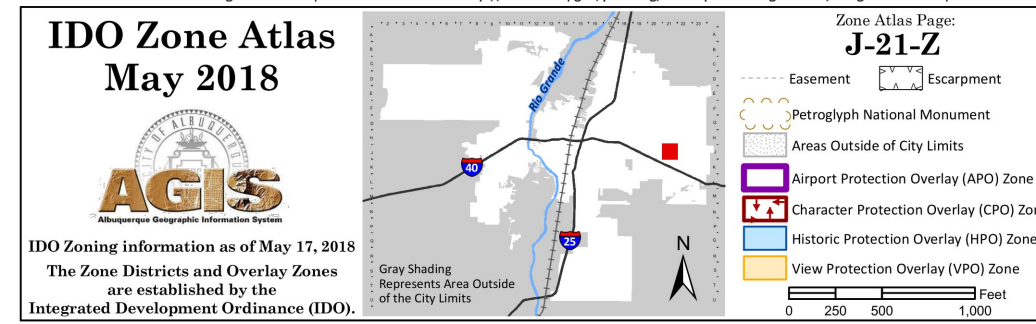 IDO Zone Atlas
May 2018
CITY OF ALBUQUERQUE
AGIS
Albuquerque Geographic Information System
IDO Zoning information as of May 17, 2018
The Zone Districts and Overlay Zones
are established by the
Integrated Development Ordinance (IDO).
Rio Grande
40
25
N
Gray Shading
Represents Area Outside
of the City Limits
Zone Atlas Page:
J-21-Z
Easement
Escarpment
Petroglyph National Monument
Areas Outside of City Limits
Airport Protection Overlay (APO) Zone
Character Protection Overlay (CPO) Zon
Historic Protection Overlay (HPO) Zone
View Protection Overlay (VPO) Zone
Feet
0 250 500 1,000